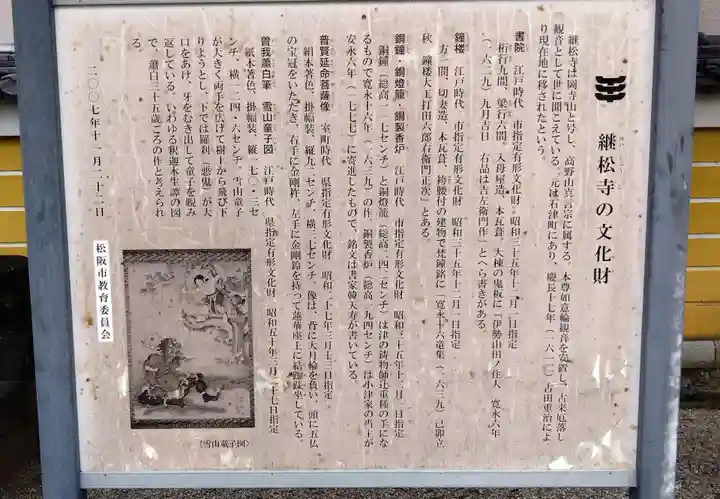 継松寺の文化財
継松寺は岡寺山と号し、高野山真言宗に属する。本尊如意輪観音を安置し、古来厄落し
観音として世に聞こえている。元は石津町にあり、慶長十七年（一六一二）古田重治によ
り現在地に移されたという。
書院 江戸時代 市指定有形文化財 昭和三十五年十二月一日指定
桁行九間、梁行六間、入母屋造、本瓦葺、大棟の鬼板に「伊勢山田ノ住人 寛永六年
（一六二九）九月吉日 右品は吉左衛門作」とへら書きがある。
鐘楼 江戸時代 市指定有形文化財 昭和三十五年十二月一日指定
方一間、切妻造、本瓦葺、袴腰付の建物で梵鐘銘に「寛永十六竜集（一六三九）己卯立
秋 鐘楼大工打田六郎右衛門正次」とある。
銅鐘・銅燈籠・銅製香炉 江戸時代 市指定有形文化財 昭和三十五年十二月一日指定
銅鐘（総高一一七センチ）と銅燈籠（総高二四二センチ）は津の鋳物師辻重種の手にな
るもので寛永十六年（一六三九）の作、銅製香炉（総高一九四センチ）は小津家の当主が
安永六年（一七七七）に寄進したもので、銘文は書家韓天寿が書いている。
普賢延命菩薩像 室町時代 県指定有形文化財 昭和二十七年三月十三日指定
絹本著色、掛幅装、縦九一センチ、横三七センチ、像は、背に大月輪を負い、頭に五仏
の宝冠をいただき、右手に金剛杵、左手に金剛鈴を持って蓮華座上に結跏趺坐している。
曽我蕭白筆 雪山童子図 江戸時代 県指定有形文化財 昭和五十年三月二十七日指定
紙本著色、掛幅装、縦一七〇・三セ
ンチ、横一二四・六センチ、雪山童子
が大きく両手を広げて樹上から飛び下
りようとし、下では羅刹（悪鬼）が大
口をあけ、牙をむき出して童子を睨み
返している。いわゆる釈迦本生譚の図
で、蕭白三十五歳ごろの作と考えられ
る。
二〇〇七年十一月二十二日
松阪市教育委員会
（雪山童子図）